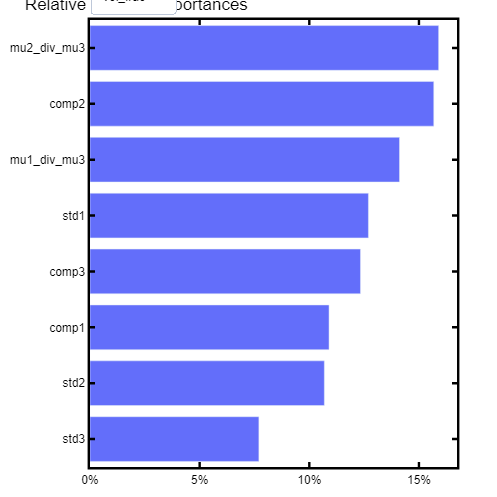 Relative portances
mu2_div_mu3
comp2
mu1_div_mu3
std1
comp3
comp1
std2
std3
0% 5% 10% 15%